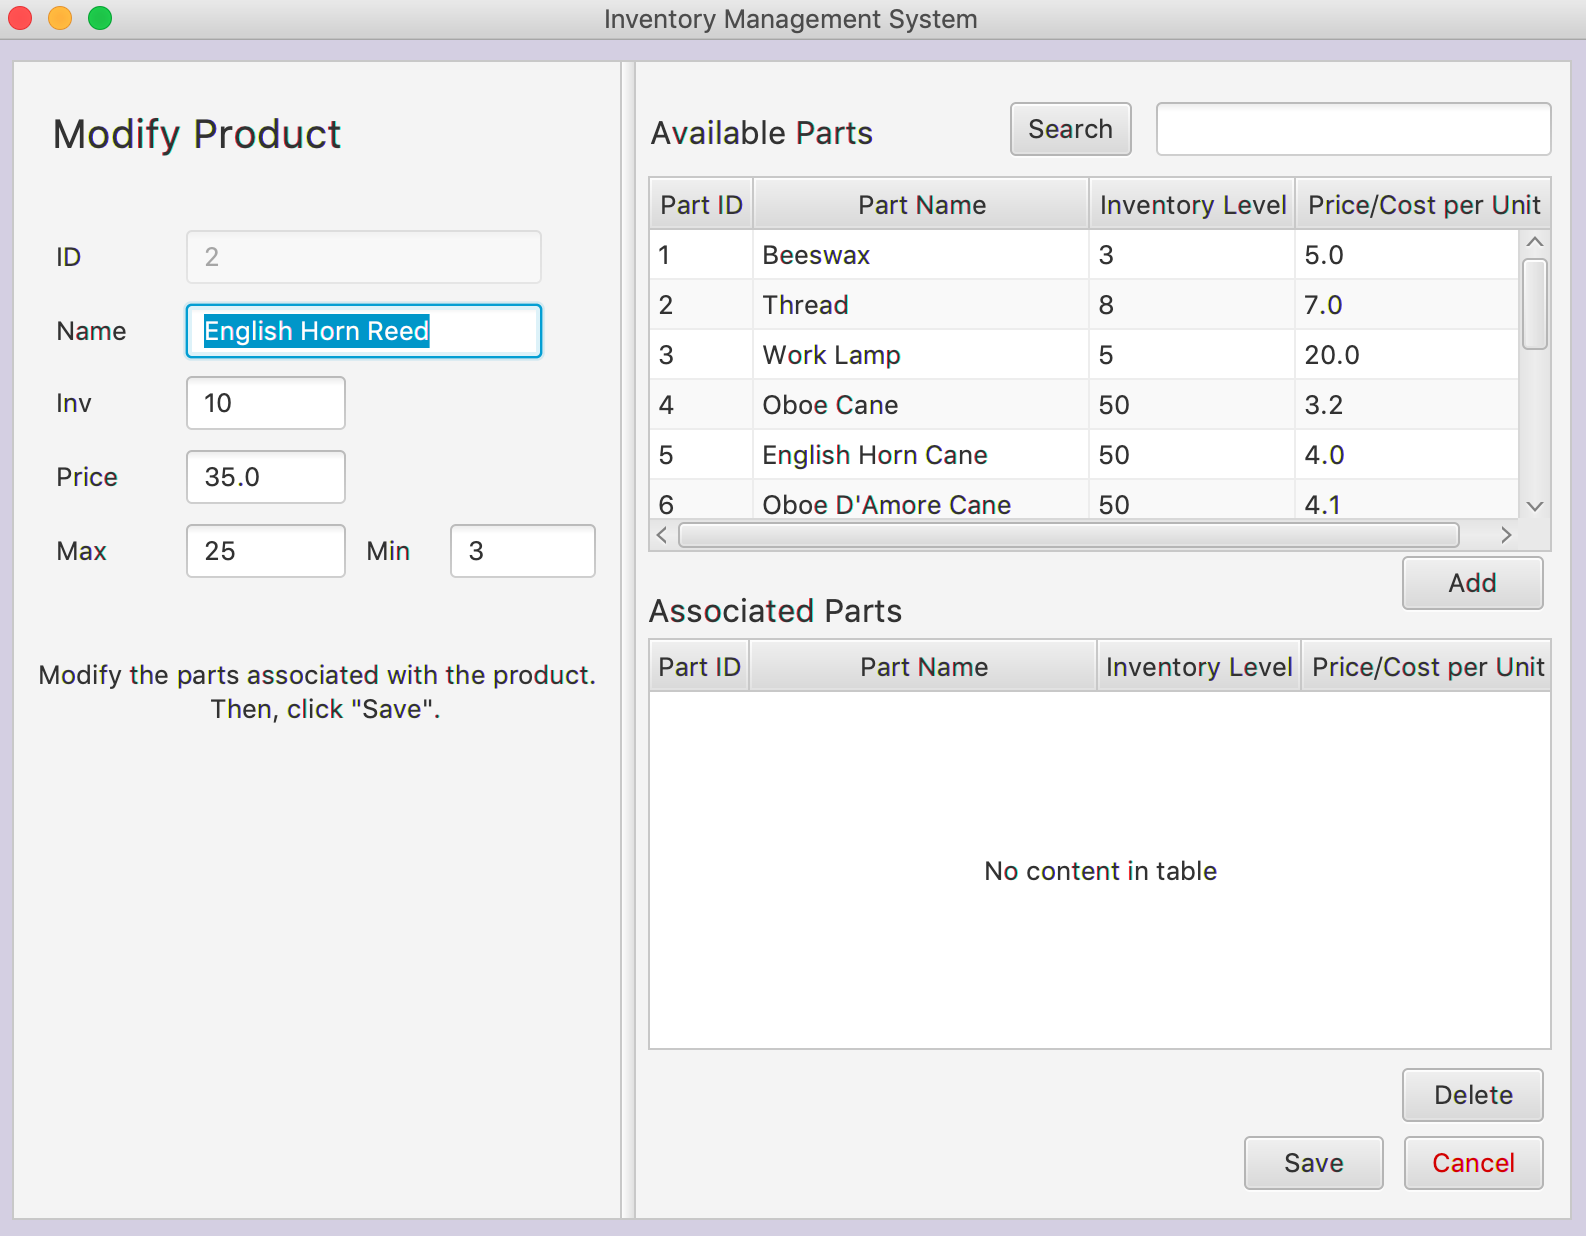 Inventory Management System
Modify Product
ID 2
Name English Horn Reed
Inv 10
Price 35.0
Max 25 Min 3
Modify the parts associated with the product.
Then, click "Save".
Available Parts Search
Part ID Part Name Inventory Level Price/Cost per Unit
1 Beeswax 3 5.0
2 Thread 8 7.0
3 Work Lamp 5 20.0
4 Oboe Cane 50 3.2
5 English Horn Cane 50 4.0
6 Oboe D'Amore Cane 50 4.1
Add
Associated Parts
Part ID Part Name Inventory Level Price/Cost per Unit
No content in table
Delete
Save Cancel